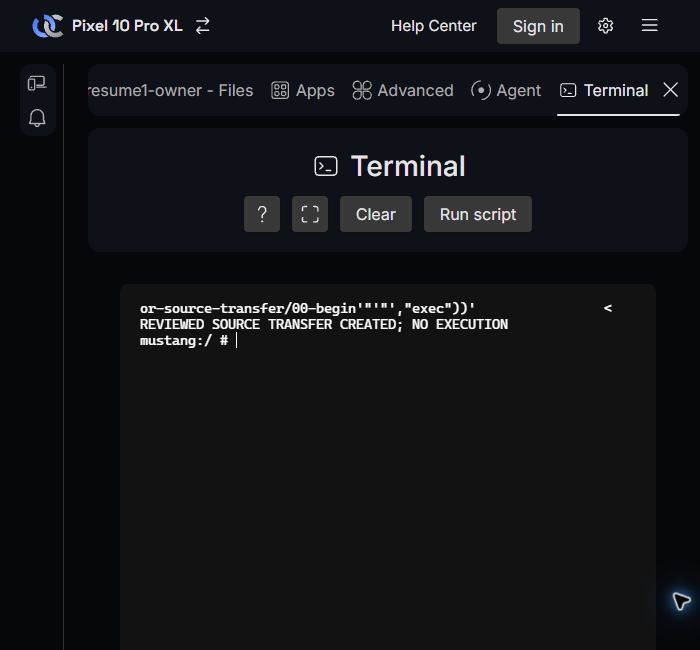 Pixel 10 Pro XL
Help Center
Sign in
resume1-owner - Files
Apps
Advanced
Agent
Terminal
Terminal
?
Clear
Run script
or-source-transfer/00-begin'"'"',"exec"))' <
REVIEWED SOURCE TRANSFER CREATED; NO EXECUTION
mustang:/ #